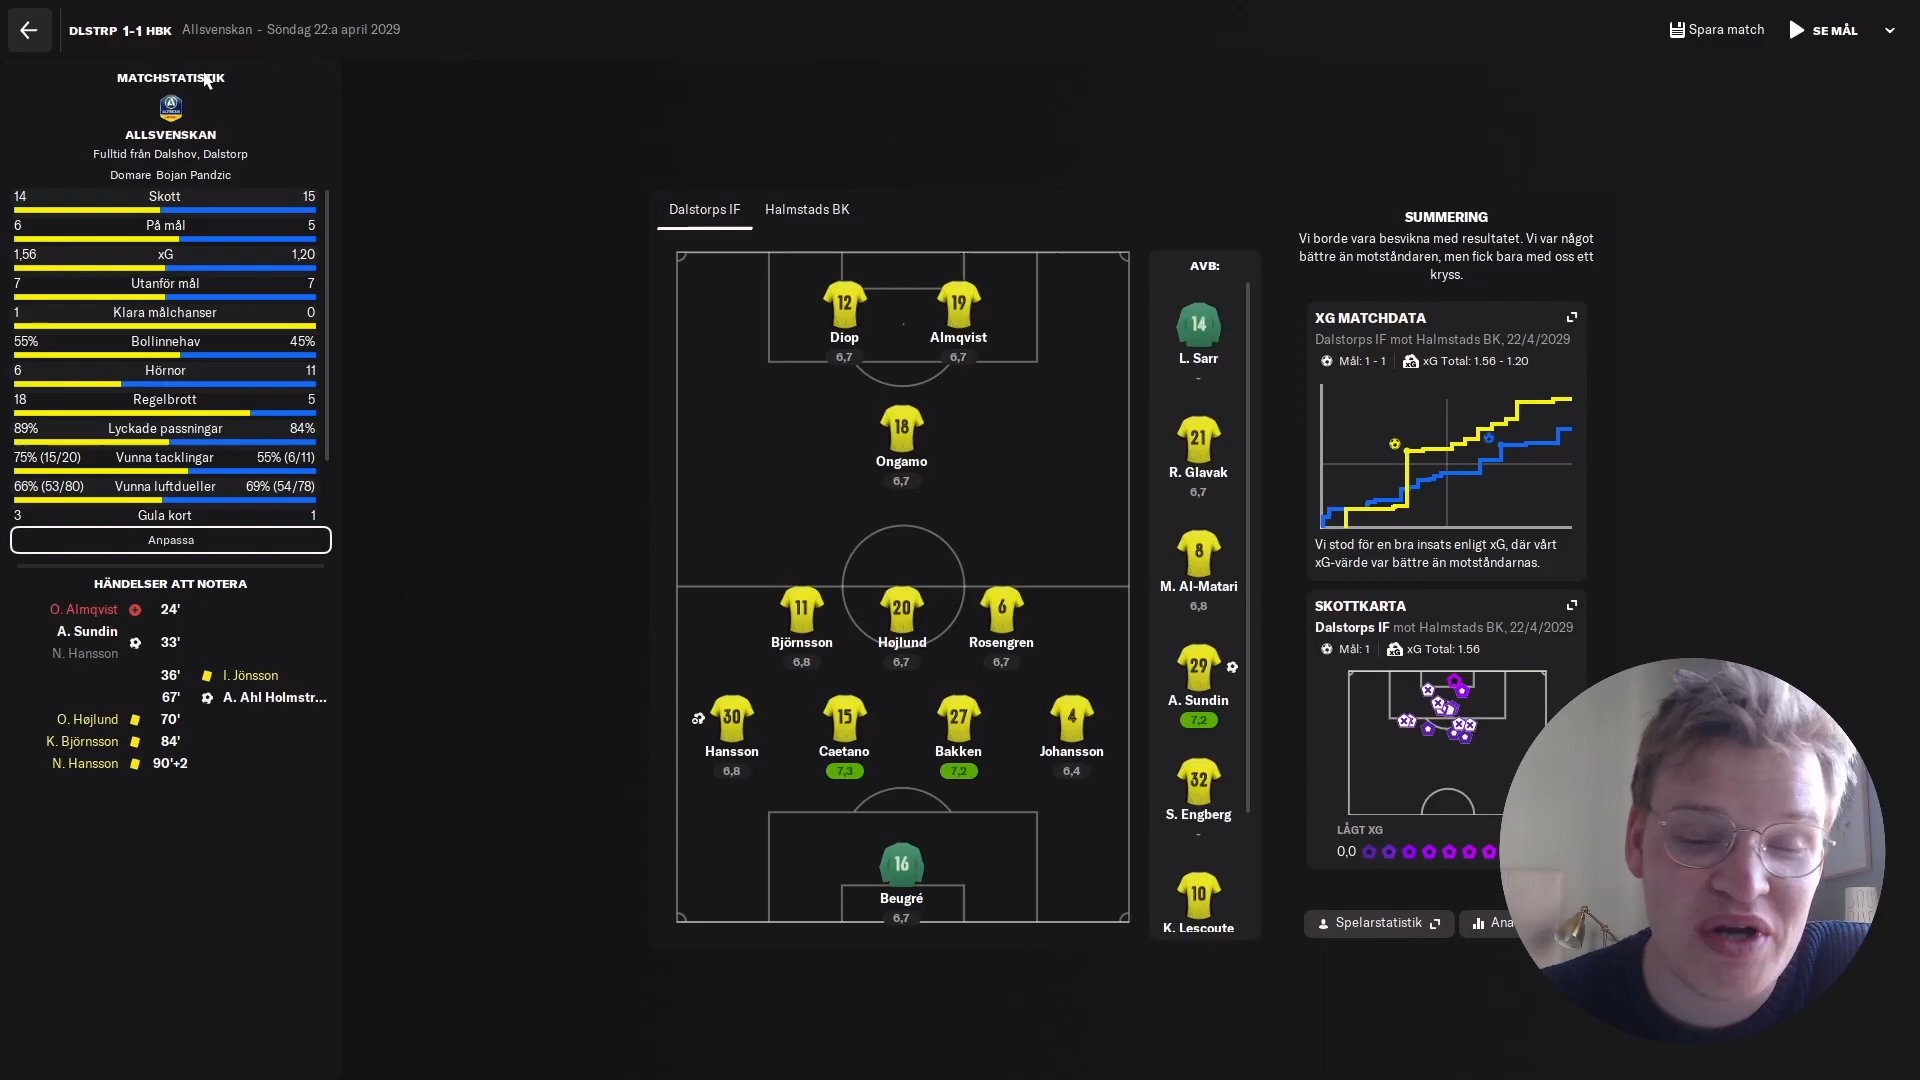 DLSTRP 1-1 HBK Allsvenskan - Söndag 22:a april 2029
Spara match
SE MÅL
MATCHSTATISTIK
ALLSVENSKAN
Fulltid från Dalshov, Dalstorp
Domare Bojan Pandzic
14 Skott 15
6 På mål 5
1,56 xG 1,20
7 Utanför mål 7
1 Klara målchanser 0
55% Bollinnehav 45%
6 Hörnor 11
18 Regelbrott 5
89% Lyckade passningar 84%
75% (15/20) Vunna tacklingar 55% (6/11)
66% (53/80) Vunna luftdueller 69% (54/78)
3 Gula kort 1
Anpassa
HÄNDELSER ATT NOTERA
O. Almqvist 24'
A. Sundin 33'
N. Hansson
36' I. Jönsson
67' A. Ahl Holmstr...
O. Højlund 70'
K. Björnsson 84'
N. Hansson 90'+2
Dalstorps IF Halmstads BK
12 19
Diop Almqvist
6,7 6,7
18
Ongamo
6,7
11 20 6
Björnsson Højlund Rosengren
6,8 6,7 6,7
30 15 27 4
Hansson Caetano Bakken Johansson
6,8 7,3 7,2 6,4
16
Beugré
6,7
AVB:
14
L. Sarr
-
21
R. Glavak
6,7
8
M. Al-Matari
6,8
29
A. Sundin
7,2
32
S. Engberg
-
10
K. Lescoute
SUMMERING
Vi borde vara besvikna med resultatet. Vi var något
bättre än motståndaren, men fick bara med oss ett
kryss.
XG MATCHDATA
Dalstorps IF mot Halmstads BK, 22/4/2029
Mål: 1 - 1 xG Total: 1.56 - 1.20
Vi stod för en bra insats enligt xG, där vårt
xG-värde var bättre än motståndarnas.
SKOTTKARTA
Dalstorps IF mot Halmstads BK, 22/4/2029
Mål: 1 xG Total: 1.56
LÅGT XG
0,0
Spelarstatistik
Ana